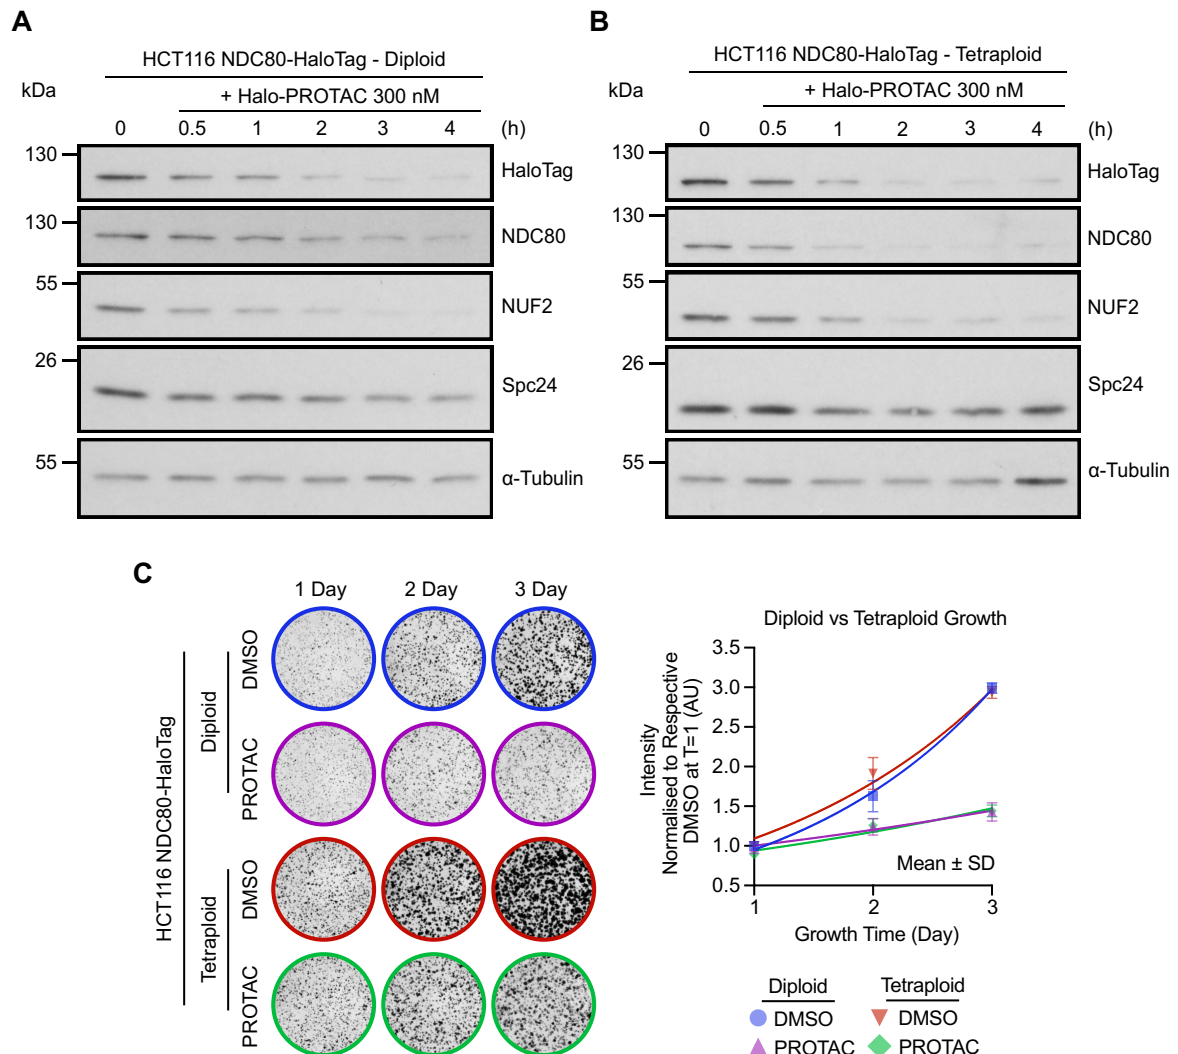 A
HCT116 NDC80-HaloTag - Diploid
kDa
+ Halo-PROTAC 300 nM
0 0.5 1 2 3 4 (h)
130
HaloTag
130
NDC80
55
NUF2
26
Spc24
55
α-Tubulin
B
HCT116 NDC80-HaloTag - Tetraploid
kDa
+ Halo-PROTAC 300 nM
0 0.5 1 2 3 4 (h)
130
HaloTag
130
NDC80
55
NUF2
26
Spc24
55
α-Tubulin
C
1 Day 2 Day 3 Day
HCT116 NDC80-HaloTag
Diploid
DMSO
PROTAC
Tetraploid
DMSO
PROTAC
Diploid vs Tetraploid Growth
Intensity
Normalised to Respective
DMSO at T=1 (AU)
3.5
3.0
2.5
2.0
1.5
1.0
0.5
Mean ± SD
1 2 3
Growth Time (Day)
Diploid Tetraploid
DMSO DMSO
PROTAC PROTAC